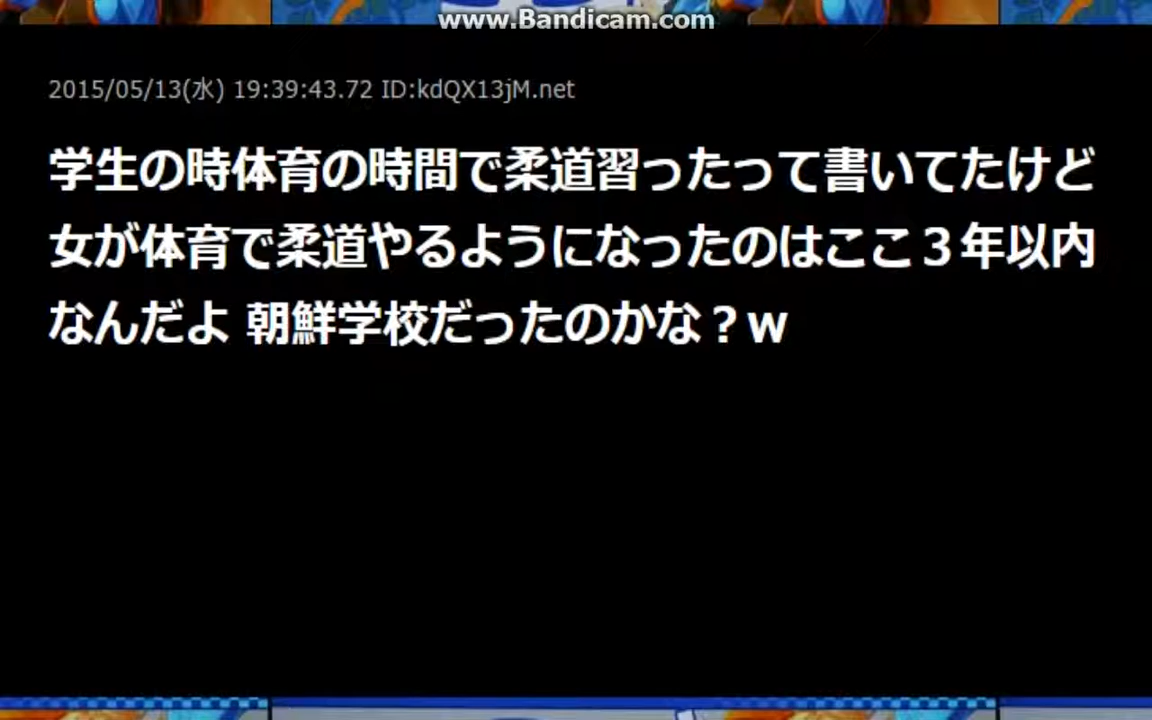 www.Bandicam.com
2015/05/13(水) 19:39:43.72 ID:kdQX13jM.net
学生の時体育の時間で柔道習ったって書いてたけど
女が体育で柔道やるようになったのはここ３年以内
なんだよ 朝鮮学校だったのかな？w